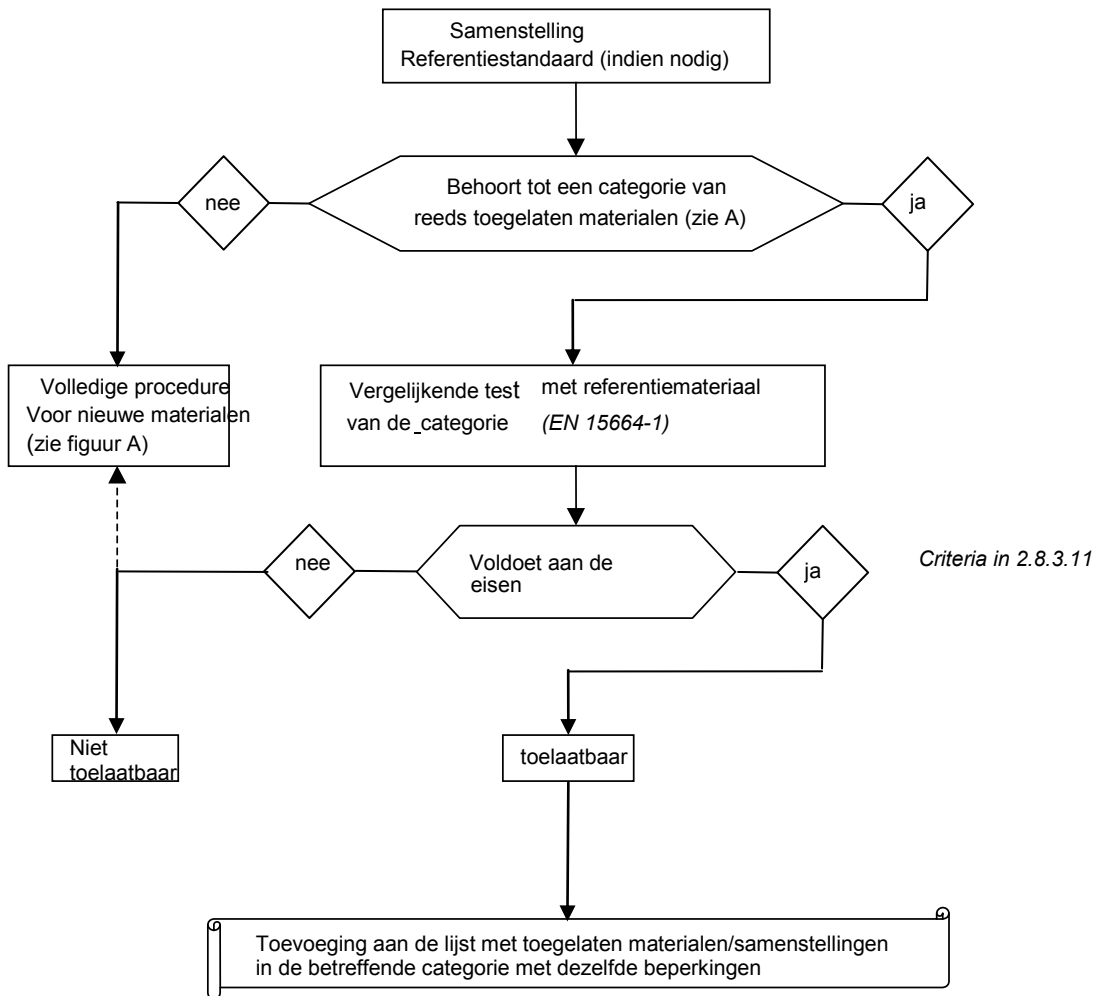 Samenstelling
Referentiestandaard (indien nodig)
nee
Behoort tot een categorie van
reeds toegelaten materialen (zie A)
ja
Volledige procedure
Voor nieuwe materialen
(zie figuur A)
Vergelijkende test met referentiemateriaal
van de categorie (EN 15664-1)
nee
Voldoet aan de
eisen
ja
Criteria in 2.8.3.11
Niet
toelaatbaar
toelaatbaar
Toevoeging aan de lijst met toegelaten materialen/samenstellingen
in de betreffende categorie met dezelfde beperkingen